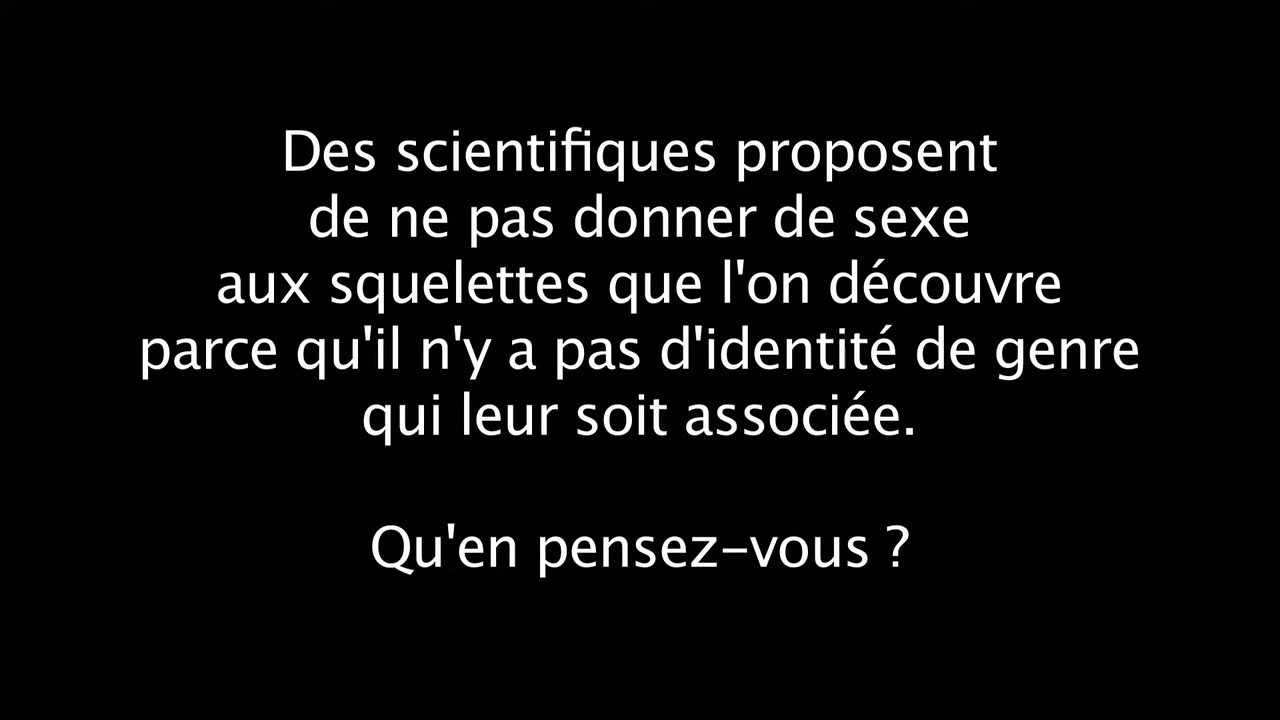 Des scientifiques proposent
de ne pas donner de sexe
aux squelettes que l'on découvre
parce qu'il n'y a pas d'identité de genre
qui leur soit associée.
Qu'en pensez-vous ?